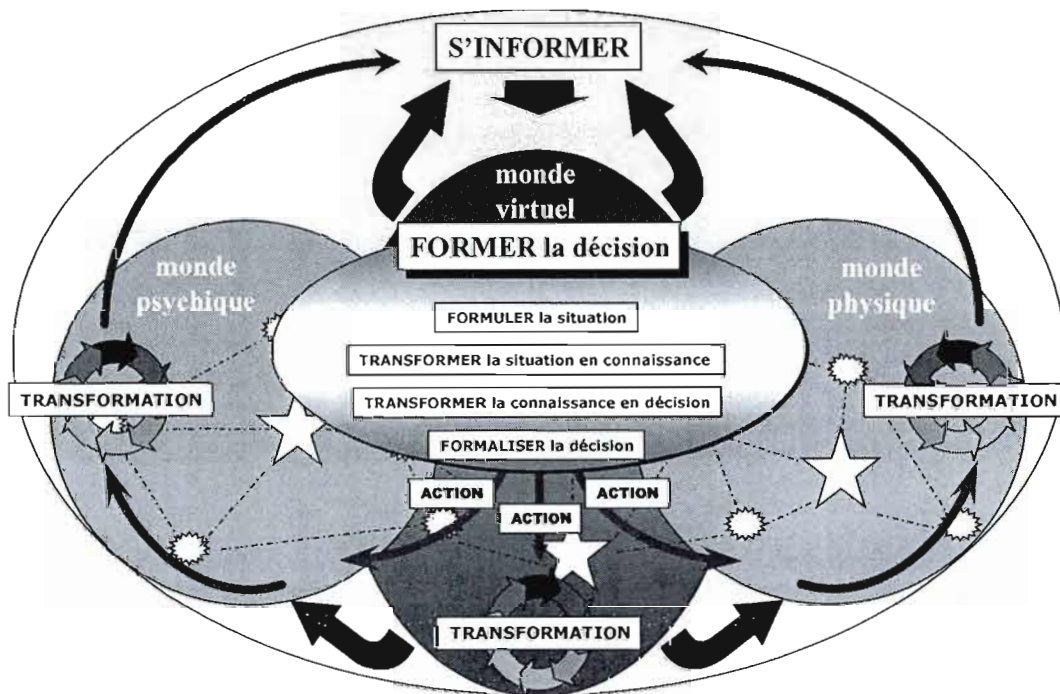 S'INFORMER
monde
virtuel
FORMER la décision
monde
psychique
monde
physique
FORMULER la situation
TRANSFORMER la situation en connaissance
TRANSFORMER la connaissance en décision
FORMALISER la décision
TRANSFORMATION
TRANSFORMATION
ACTION
ACTION
ACTION
TRANSFORMATION